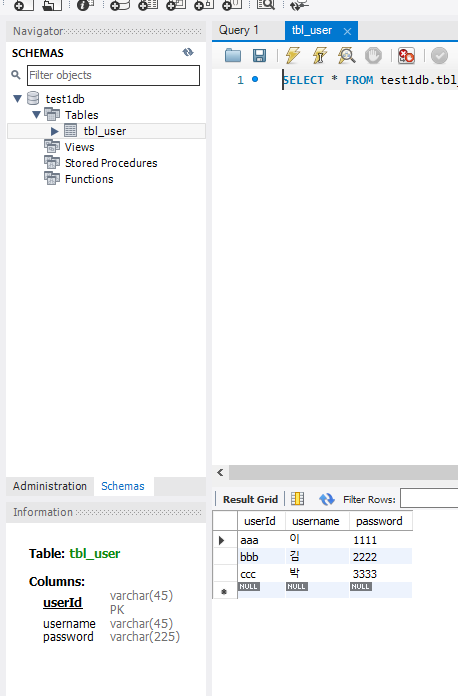 Navigator
SCHEMAS
Filter objects
test1db
Tables
tbl_user
Views
Stored Procedures
Functions
Administration Schemas
Information
Table: tbl_user
Columns:
userId varchar(45) PK
username varchar(45)
password varchar(225)
Query 1 tbl_user
1 SELECT * FROM test1db.tbl_
Result Grid Filter Rows:
userId username password
aaa 이 1111
bbb 김 2222
ccc 박 3333
NULL NULL NULL